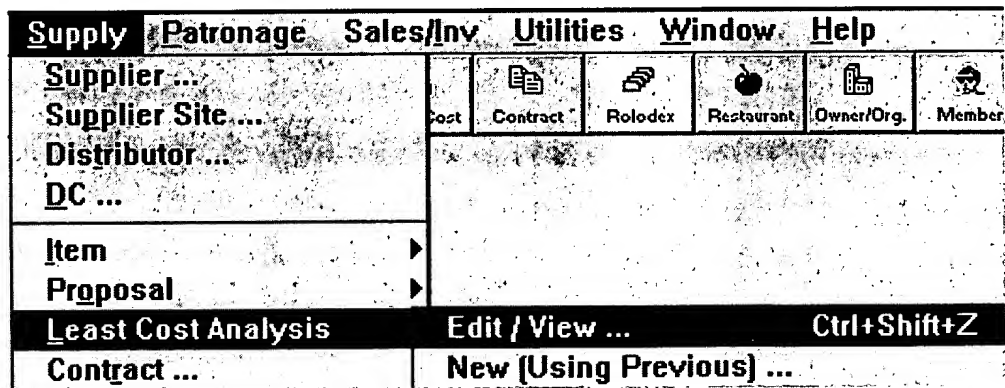 Supply Patronage Sales/Inv Utilities Window Help
Supplier ...
Supplier Site ...
Distributor ...
DC ...
Cost Contract Rolodex Restaurant Owner/Org. Member
Item
Proposal
Least Cost Analysis Edit / View ... Ctrl+Shift+Z
Contract ... New (Using Previous) ...